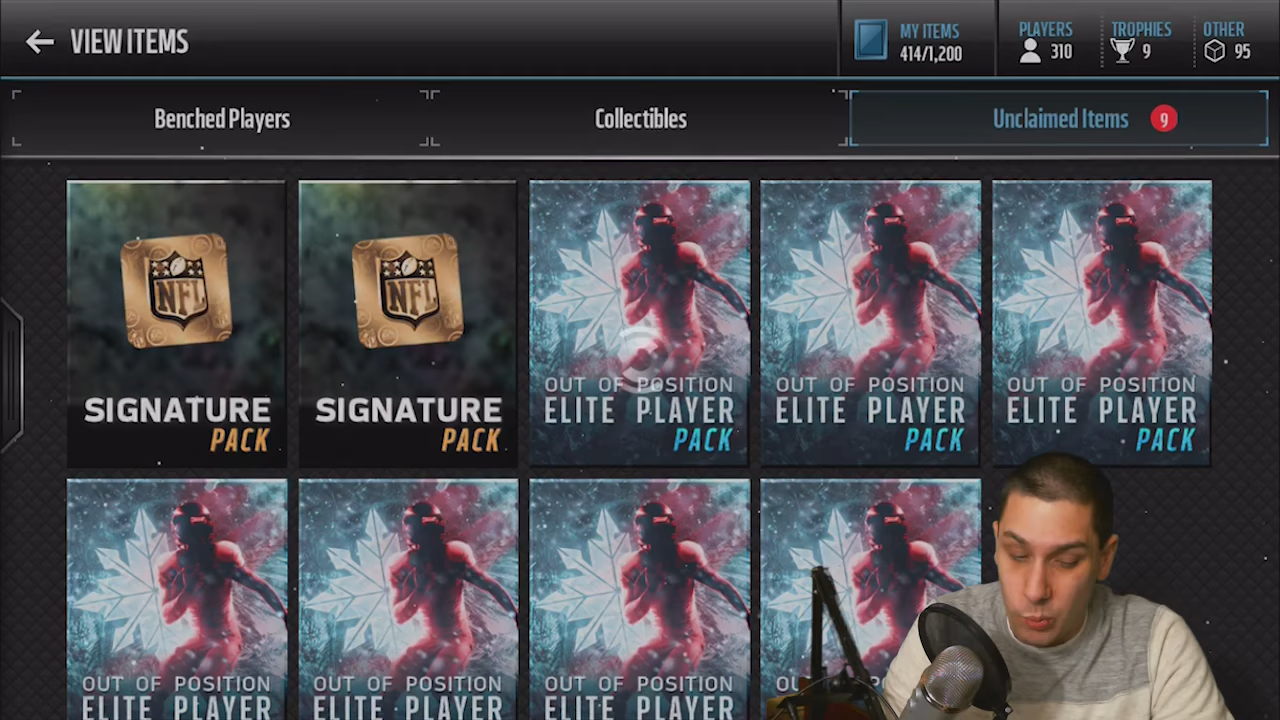 VIEW ITEMS
MY ITEMS
414/1,200
PLAYERS
310
TROPHIES
9
OTHER
95
Benched Players
Collectibles
Unclaimed Items 9
NFL
SIGNATURE
PACK
NFL
SIGNATURE
PACK
OUT OF POSITION
ELITE PLAYER
PACK
OUT OF POSITION
ELITE PLAYER
PACK
OUT OF POSITION
ELITE PLAYER
PACK
OUT OF POSITION
ELITE PLAYER
OUT OF POSITION
ELITE PLAYER
OUT OF POSITION
ELITE PLAYER